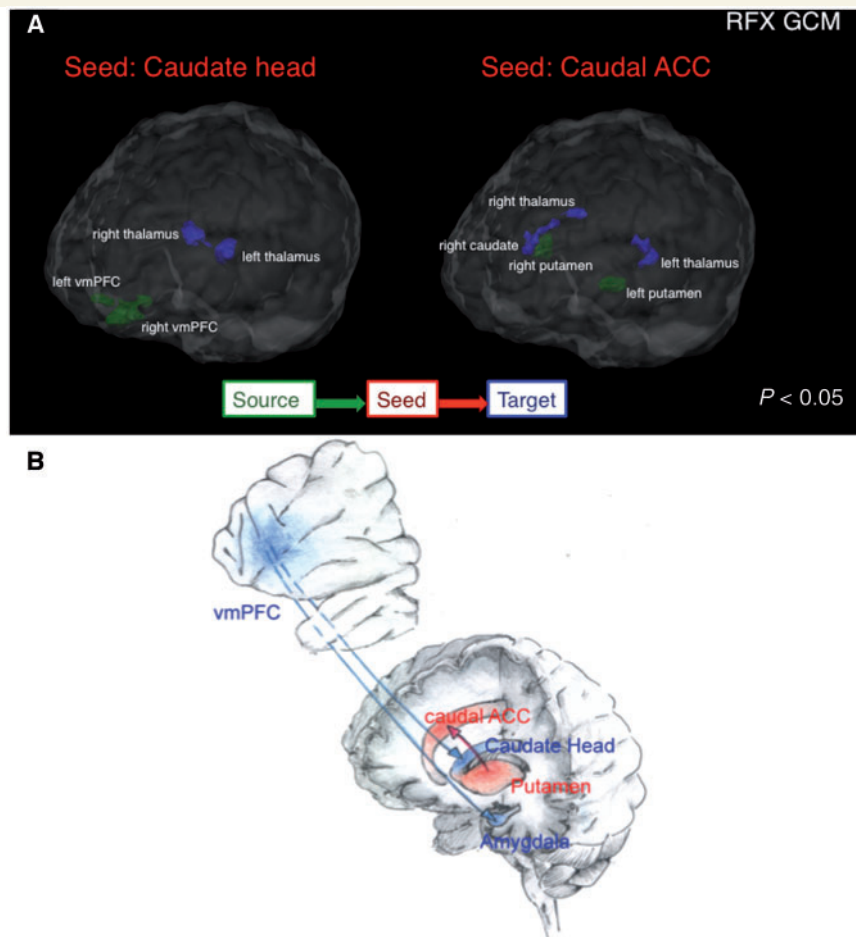 A
RFX GCM
Seed: Caudate head
Seed: Caudal ACC
right thalamus
left thalamus
left vmPFC
right vmPFC
right thalamus
right caudate
right putamen
left thalamus
left putamen
Source
Seed
Target
P < 0.05
B
vmPFC
caudal ACC
Caudate Head
Putamen
Amygdala